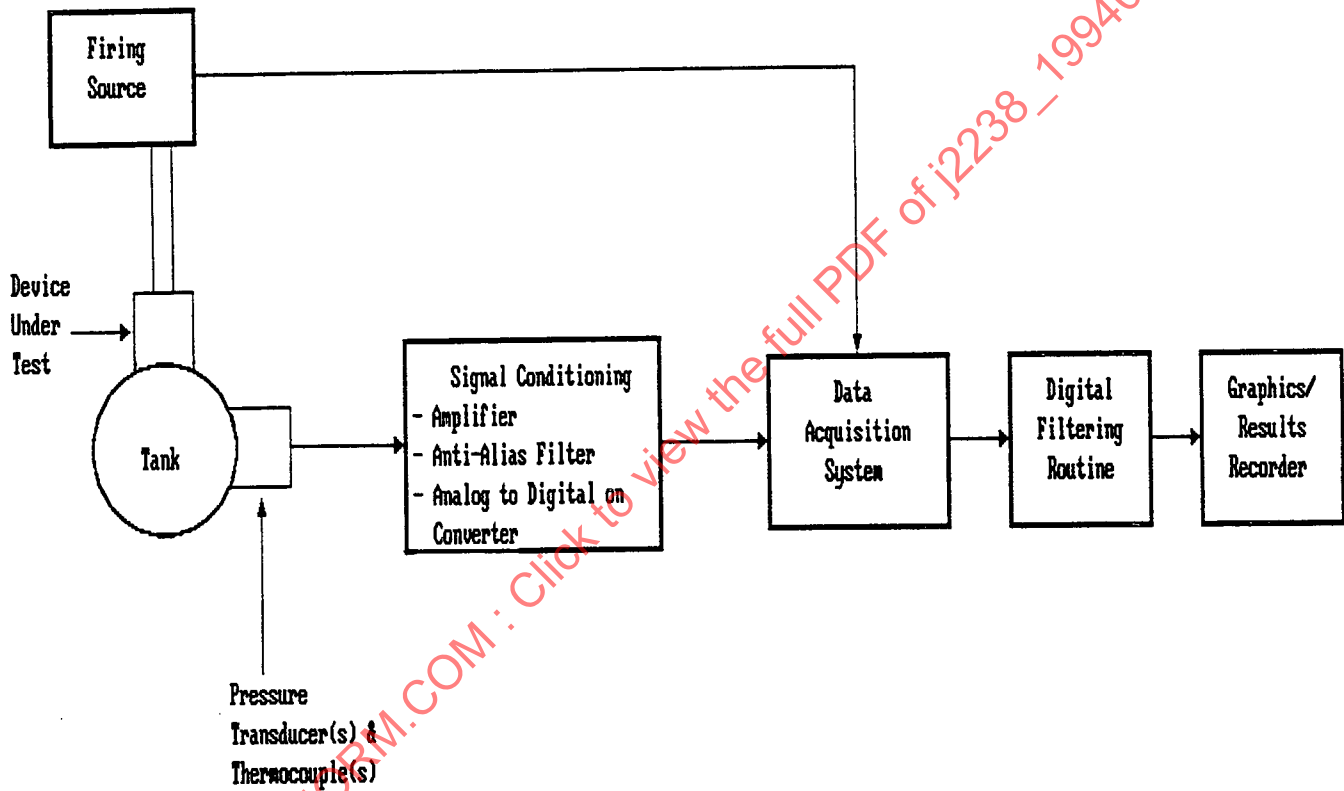 Firing
Source
Device
Under
Test
Tank
Pressure
Transducer(s) &
Thermocouple(s)
Signal Conditioning
- Amplifier
- Anti-Alias Filter
- Analog to Digital on
Converter
Data
Acquisition
System
Digital
Filtering
Routine
Graphics/
Results
Recorder
ORM.COM : Click to view the full PDF of j2238_1994